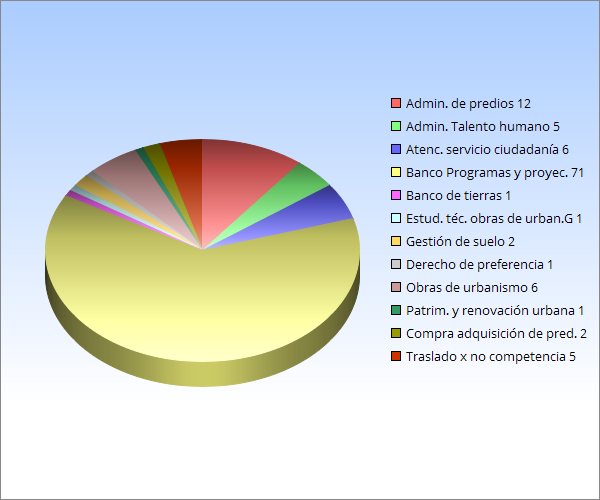 Admin. de predios 12
Admin. Talento humano 5
Atenc. servicio ciudadanía 6
Banco Programas y proyec. 71
Banco de tierras 1
Estud. téc. obras de urban.G 1
Gestión de suelo 2
Derecho de preferencia 1
Obras de urbanismo 6
Patrim. y renovación urbana 1
Compra adquisición de pred. 2
Traslado x no competencia 5